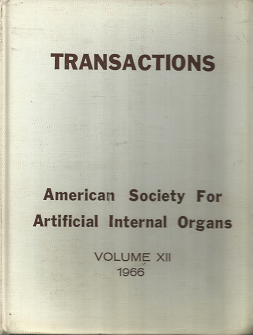 TRANSACTIONS
American Society For
Artificial Internal Organs
VOLUME XII
1966